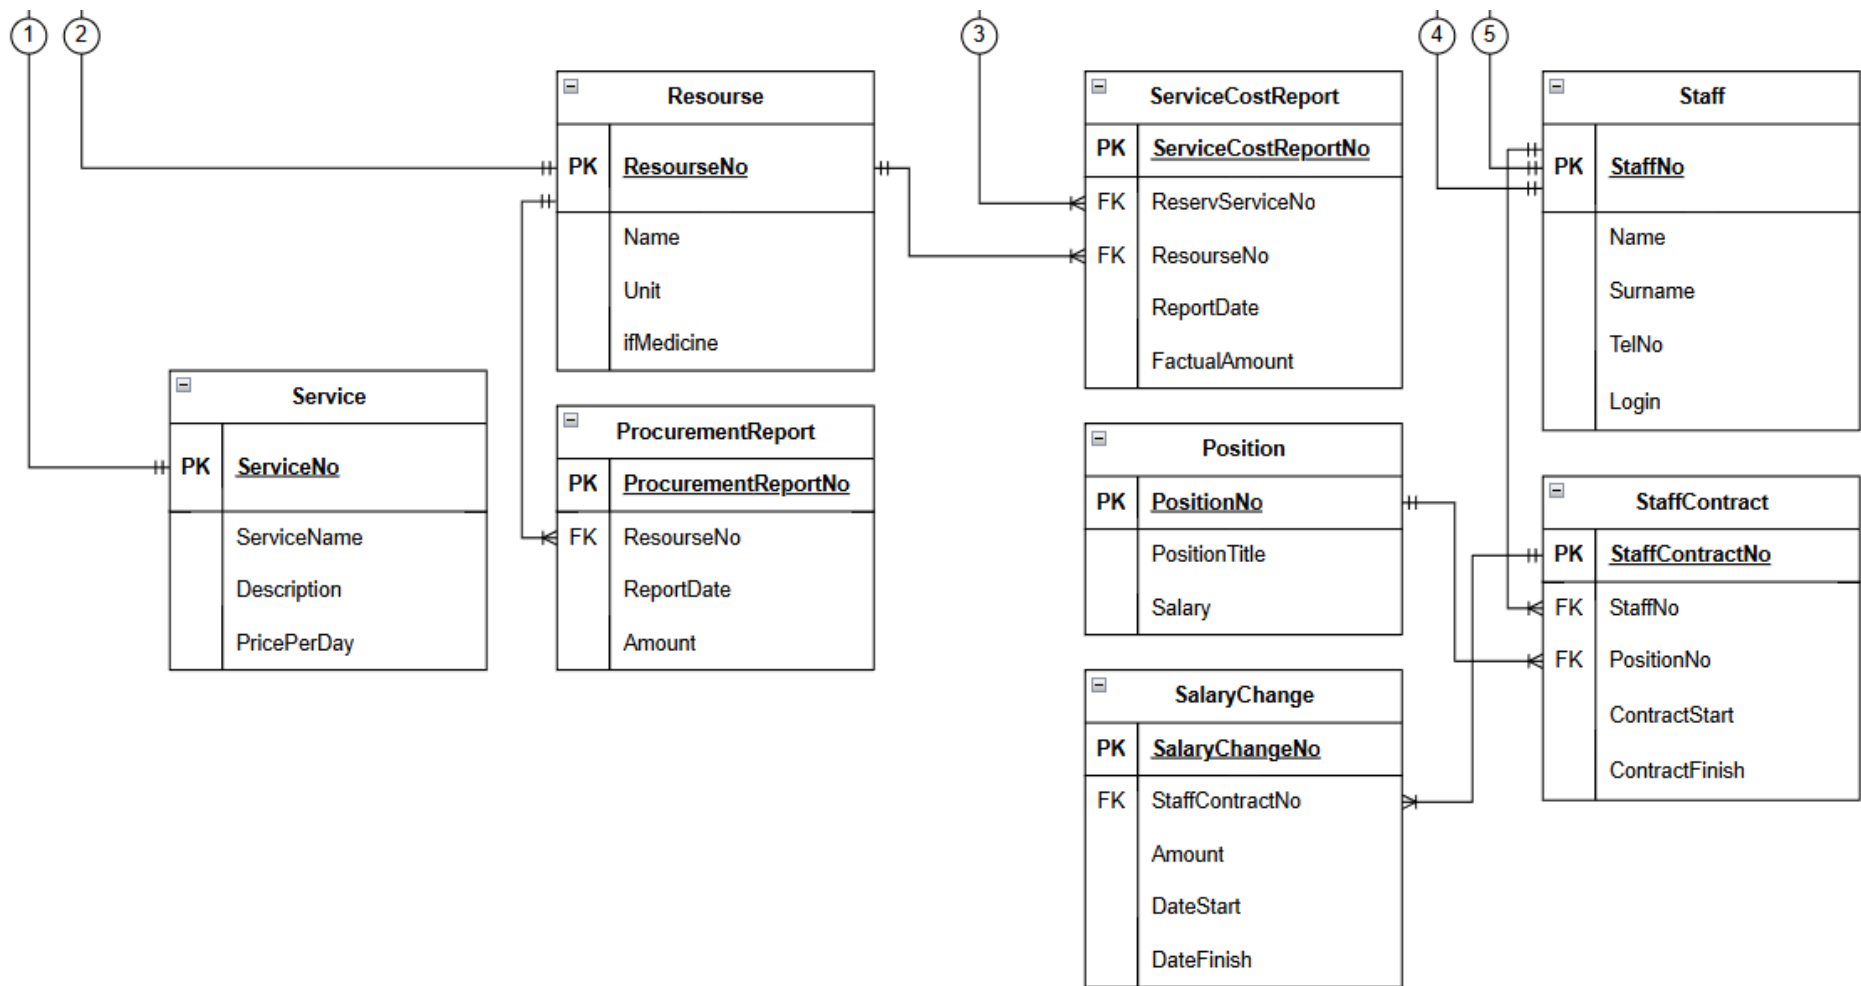 1
2
3
4
5
Resourse
PK ResourseNo
Name
Unit
ifMedicine
ServiceCostReport
PK ServiceCostReportNo
FK ReservServiceNo
FK ResourseNo
ReportDate
FactualAmount
Staff
PK StaffNo
Name
Surname
TelNo
Login
Service
PK ServiceNo
ServiceName
Description
PricePerDay
ProcurementReport
PK ProcurementReportNo
FK ResourseNo
ReportDate
Amount
Position
PK PositionNo
PositionTitle
Salary
StaffContract
PK StaffContractNo
FK StaffNo
FK PositionNo
ContractStart
ContractFinish
SalaryChange
PK SalaryChangeNo
FK StaffContractNo
Amount
DateStart
DateFinish